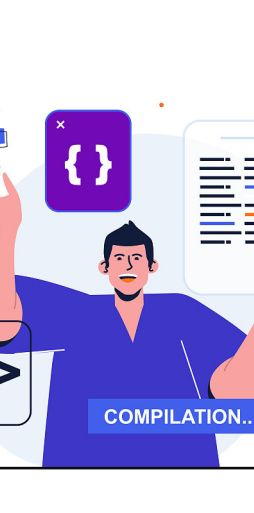 ×
{ }
>
COMPILATION..